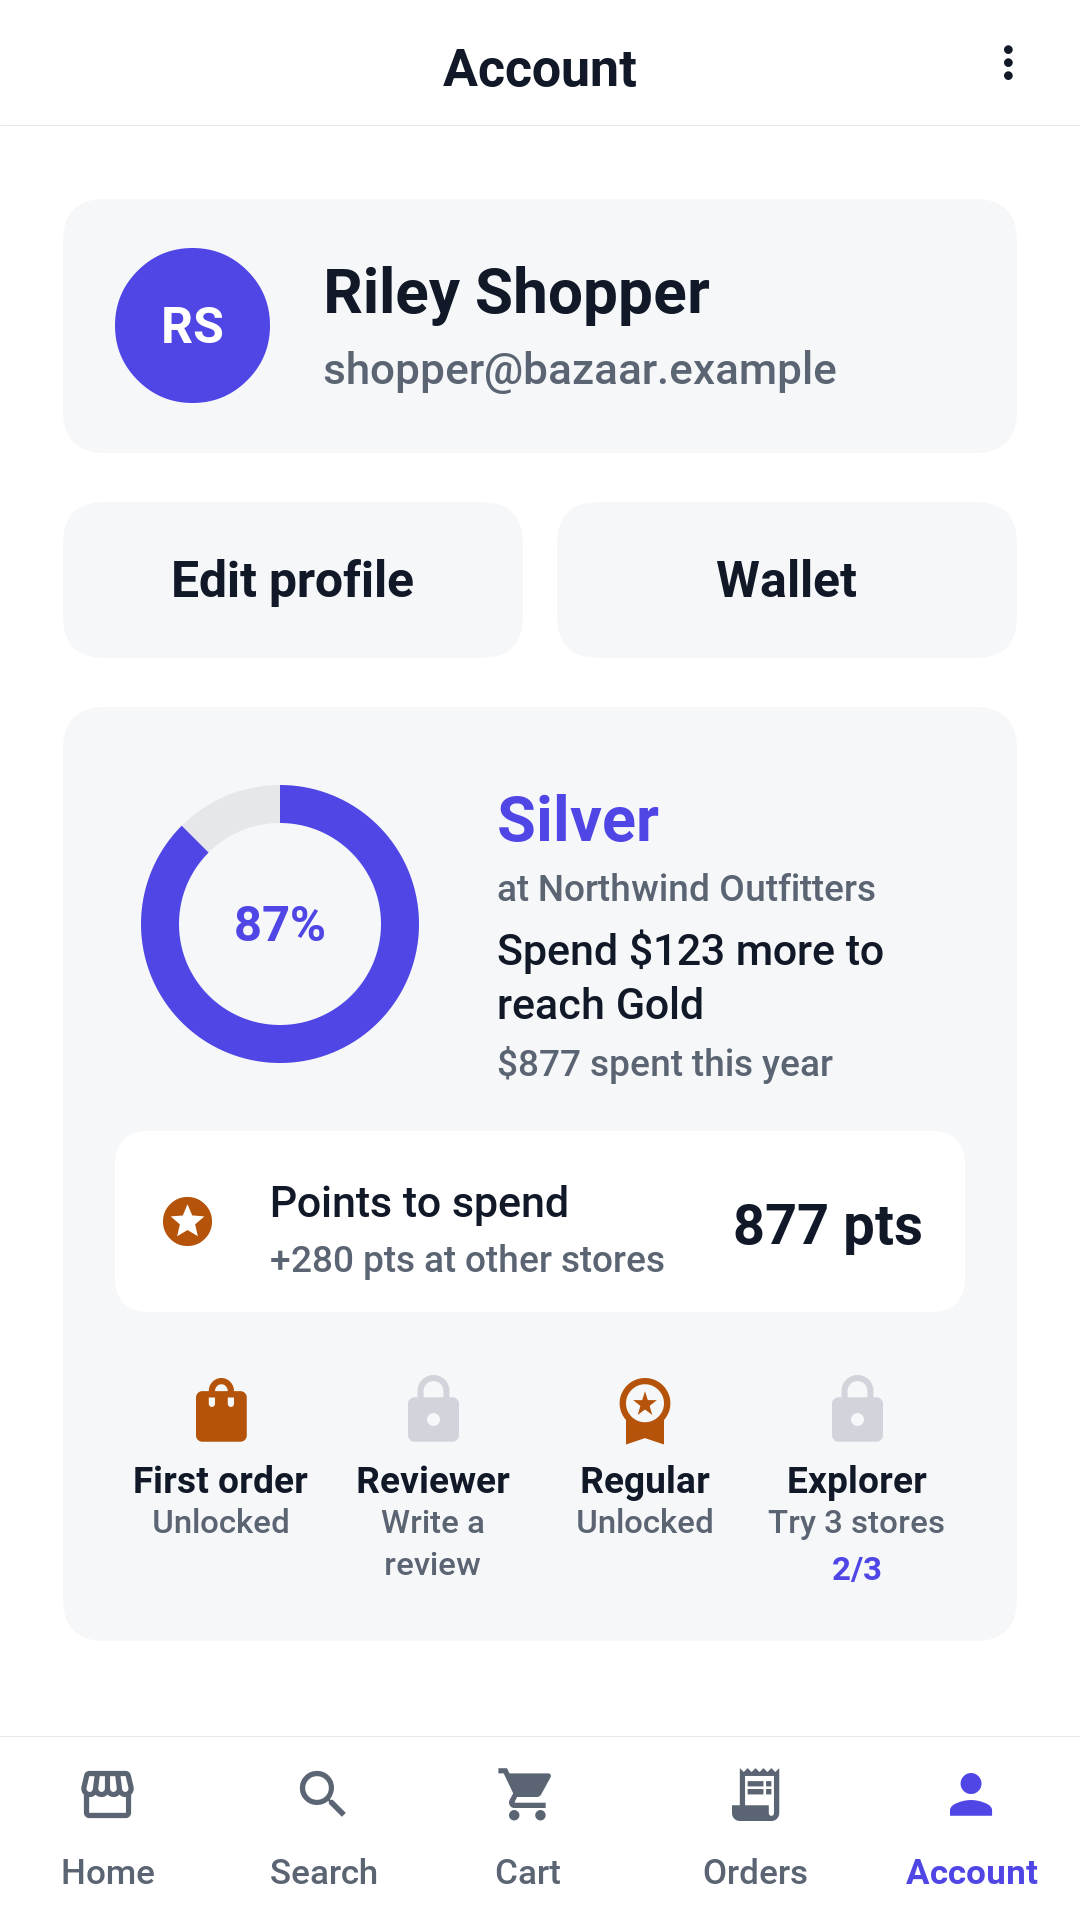 Account
RS
Riley Shopper
shopper@bazaar.example
Edit profile
Wallet
87%
Silver
at Northwind Outfitters
Spend $123 more to
reach Gold
$877 spent this year
Points to spend
+280 pts at other stores
877 pts
First order
Unlocked
Reviewer
Write a
review
Regular
Unlocked
Explorer
Try 3 stores
2/3
Home
Search
Cart
Orders
Account